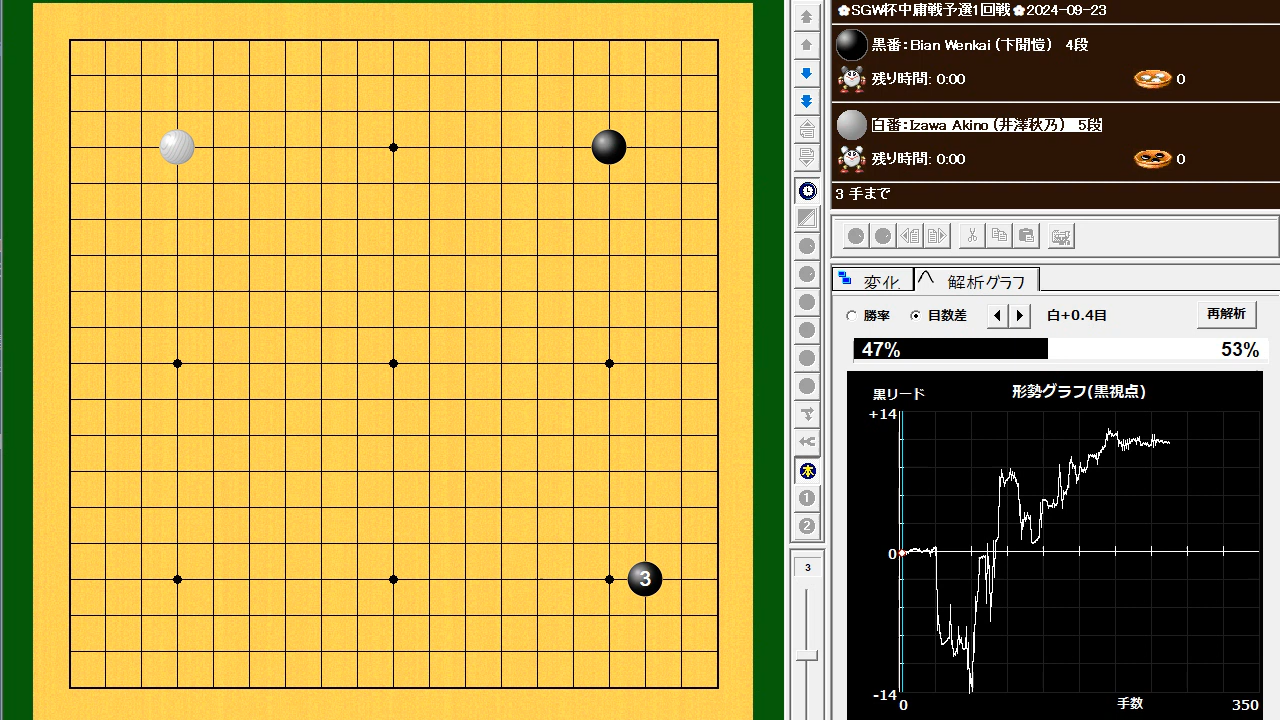 ✿SGW杯中庸戦予選1回戦✿2024-09-23
黒番:Bian Wenkai (卞聞愷) 4段
残り時間: 0:00
0
白番:Izawa Akino (井澤秋乃) 5段
残り時間: 0:00
0
3 手まで
変化
解析グラフ
勝率
目数差
白+0.4目
再解析
47%
53%
形勢グラフ(黒視点)
黒リード
+14
0
-14
0
手数
350
本
1
2
3
3